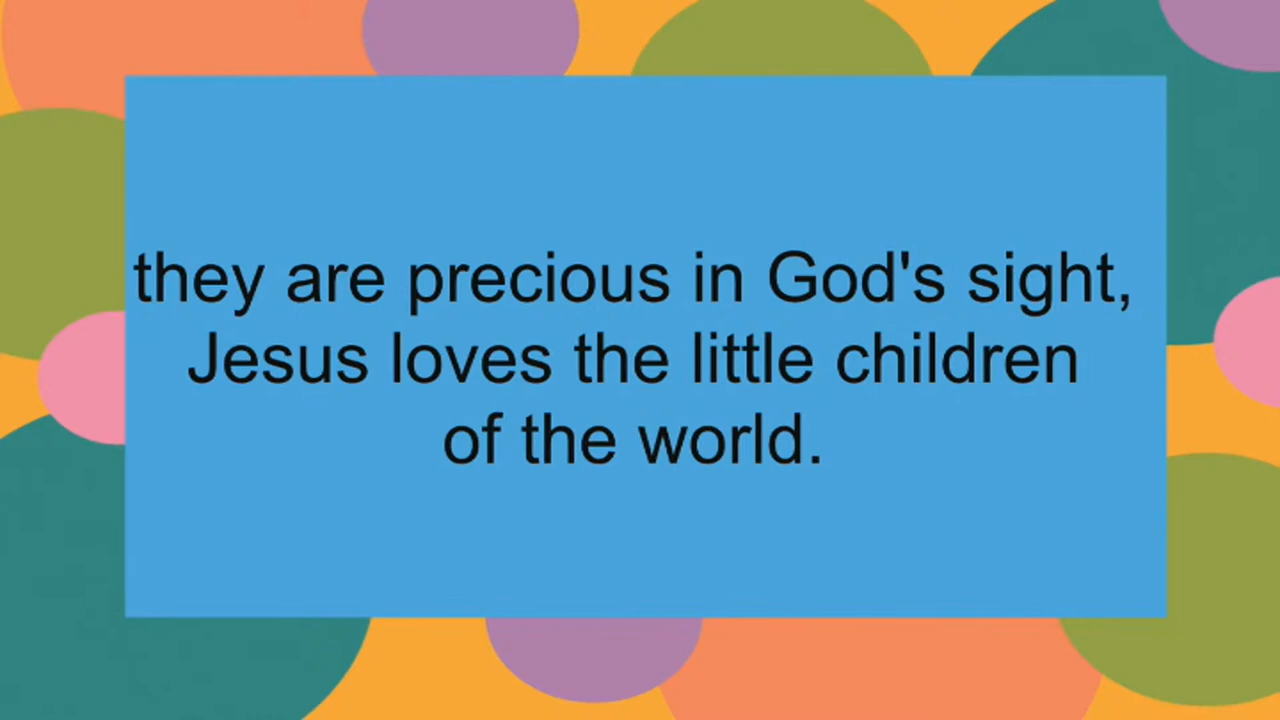 they are precious in God's sight,
Jesus loves the little children
of the world.